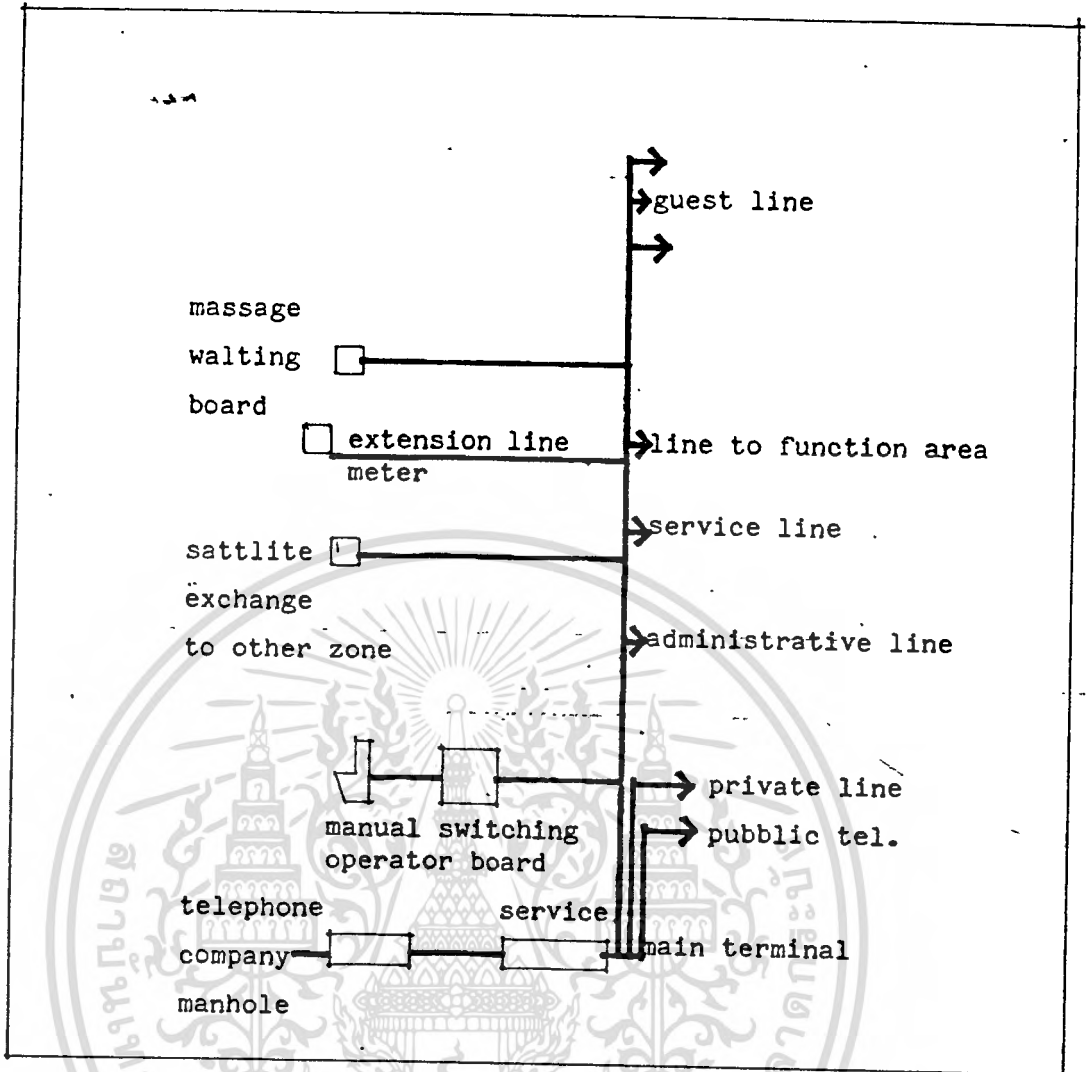 guest line
massage
walting
board
extension line
meter
line to function area
service line
sattlite
exchange
to other zone
administrative line
manual switching
operator board
private line
pubblic tel.
telephone
company
manhole
service
main terminal